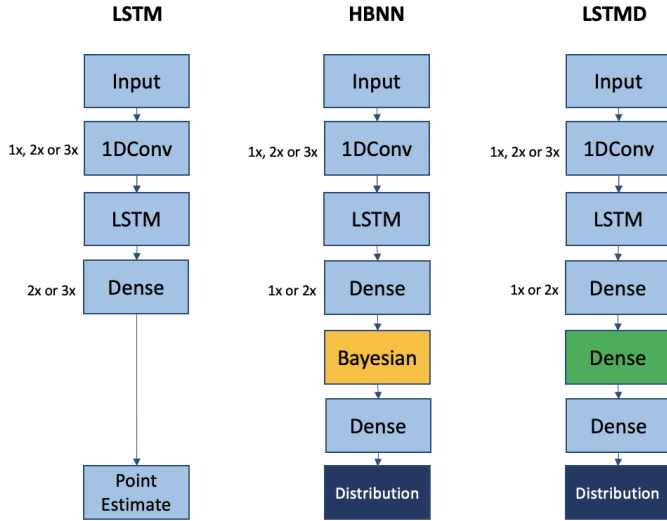 LSTM
Input
1x, 2x or 3x
1DConv
LSTM
2x or 3x
Dense
Point
Estimate
HBNN
Input
1x, 2x or 3x
1DConv
LSTM
1x or 2x
Dense
Bayesian
Dense
Distribution
LSTMD
Input
1x, 2x or 3x
1DConv
LSTM
1x or 2x
Dense
Dense
Dense
Distribution